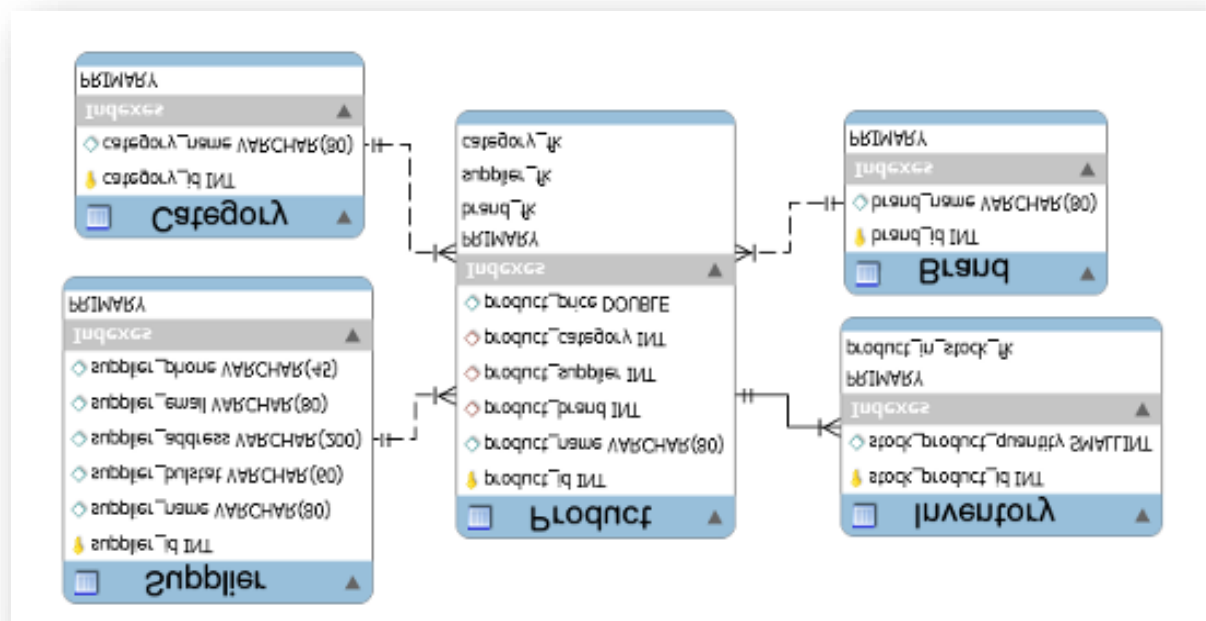 Supplier
supplier_id INT
supplier_name VARCHAR(80)
supplier_bulstat VARCHAR(60)
supplier_address VARCHAR(200)
supplier_email VARCHAR(80)
supplier_phone VARCHAR(45)
Indexes
PRIMARY
Category
category_id INT
category_name VARCHAR(80)
Indexes
PRIMARY
Product
product_id INT
product_name VARCHAR(80)
product_brand INT
product_supplier INT
product_category INT
product_price DOUBLE
Indexes
PRIMARY
brand_fk
supplier_fk
category_fk
Inventory
stock_product_id INT
stock_product_quantity SMALLINT
Indexes
PRIMARY
product_in_stock_fk
Brand
brand_id INT
brand_name VARCHAR(80)
Indexes
PRIMARY